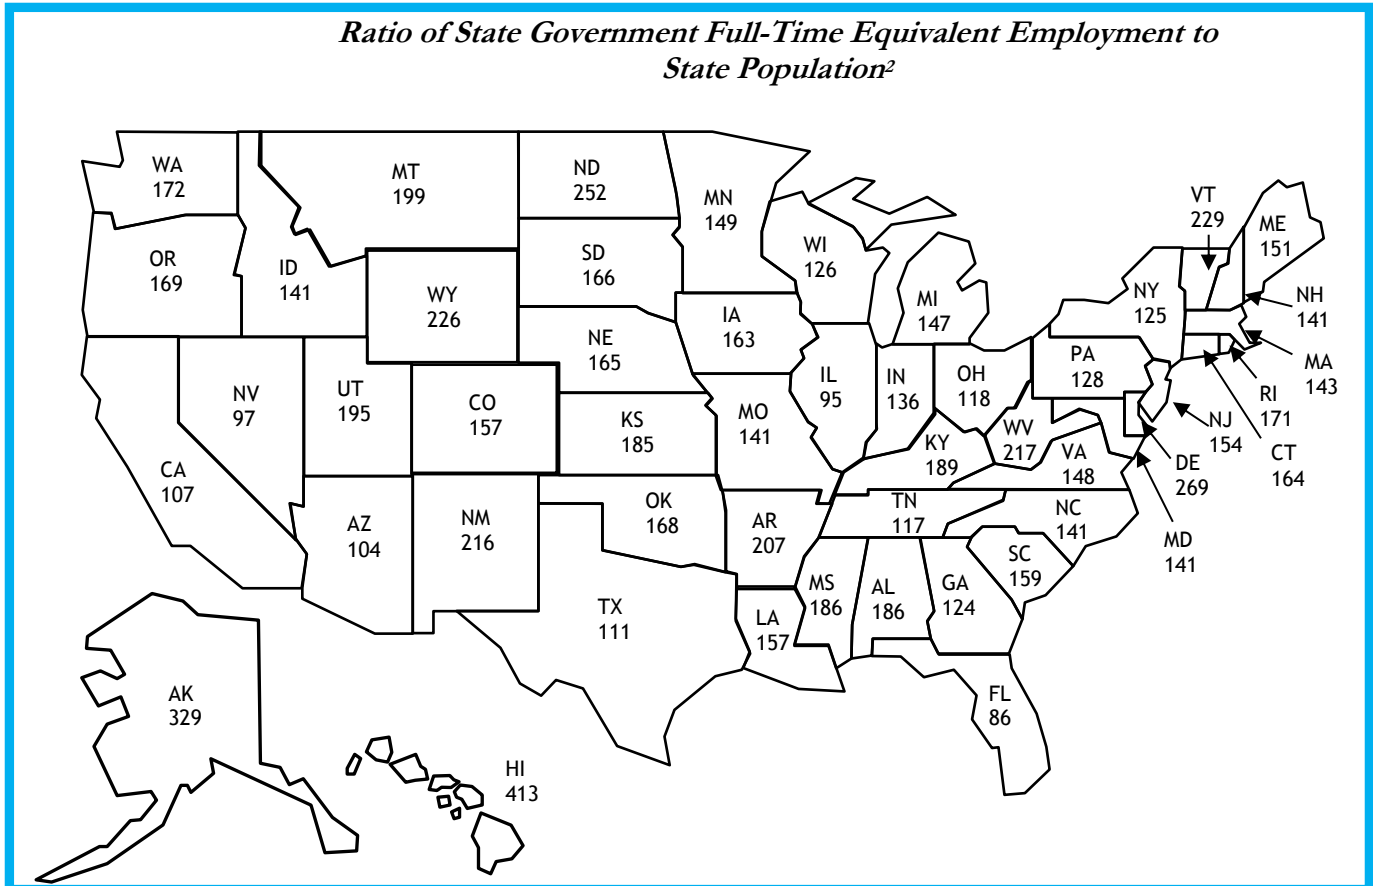 Ratio of State Government Full-Time Equivalent Employment to
State Population²
WA
172
MT
199
ND
252
MN
149
VT
229
ME
151
OR
169
ID
141
SD
166
WI
126
WY
226
MI
147
NY
125
NH
141
IA
163
NE
165
PA
128
MA
143
NV
97
UT
195
CO
157
IL
95
IN
136
OH
118
RI
171
KS
185
MO
141
NJ
154
WV
217
KY
189
VA
148
CT
164
DE
269
CA
107
OK
168
TN
117
NC
141
MD
141
AZ
104
NM
216
AR
207
SC
159
MS
186
AL
186
GA
124
TX
111
LA
157
AK
329
FL
86
HI
413